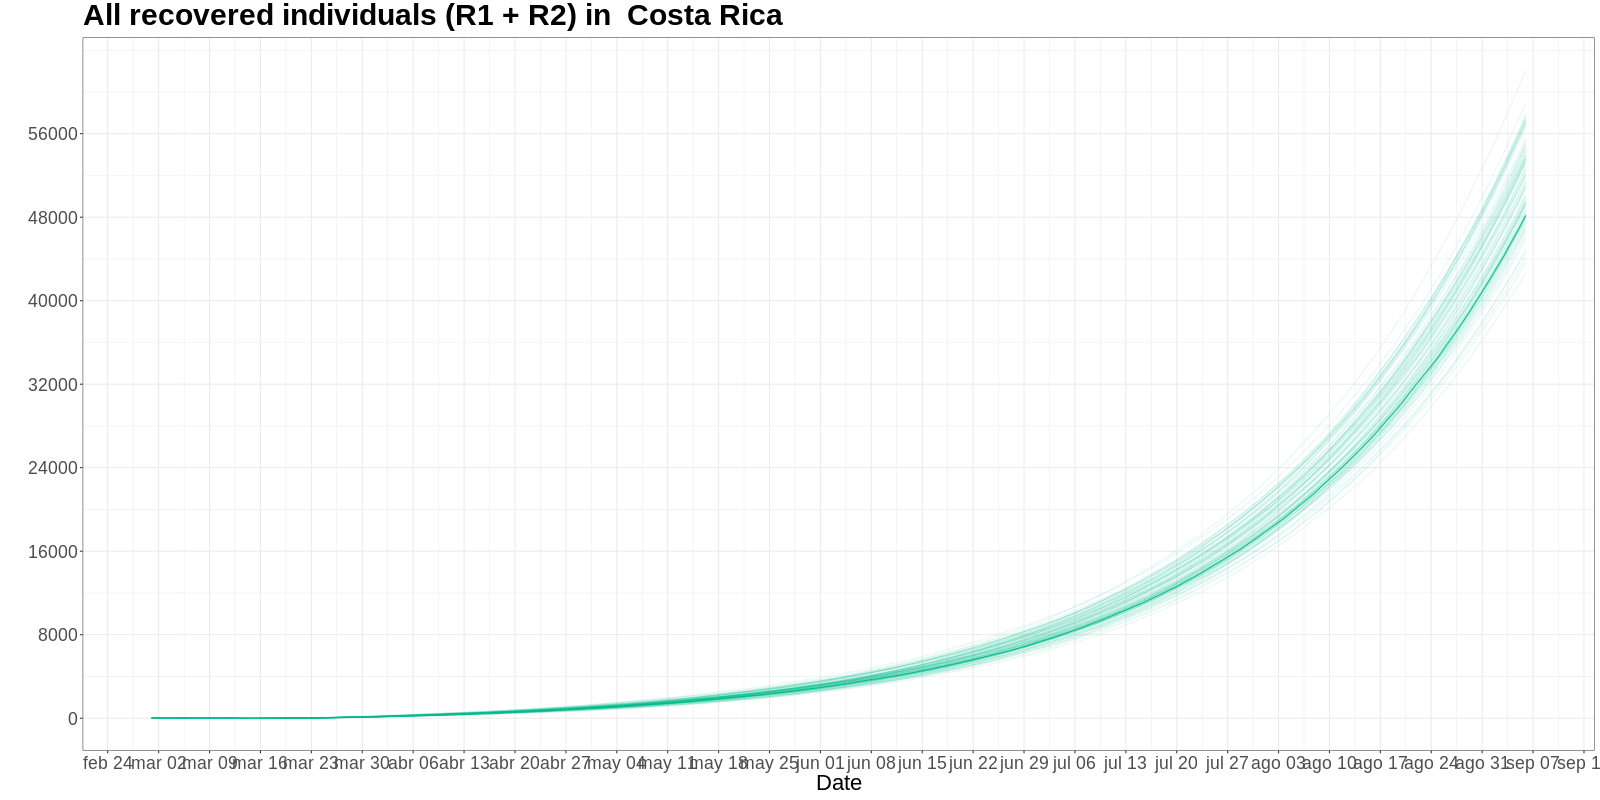 All recovered individuals (R1 + R2) in  Costa Rica
56000
48000
40000
32000
24000
16000
8000
0
feb 24 mar 02 mar 09 mar 16 mar 23 mar 30 abr 06 abr 13 abr 20 abr 27 may 04 may 11 may 18 may 25 jun 01 jun 08 jun 15 jun 22 jun 29 jul 06 jul 13 jul 20 jul 27 ago 03 ago 10 ago 17 ago 24 ago 31 sep 07 sep 1
Date